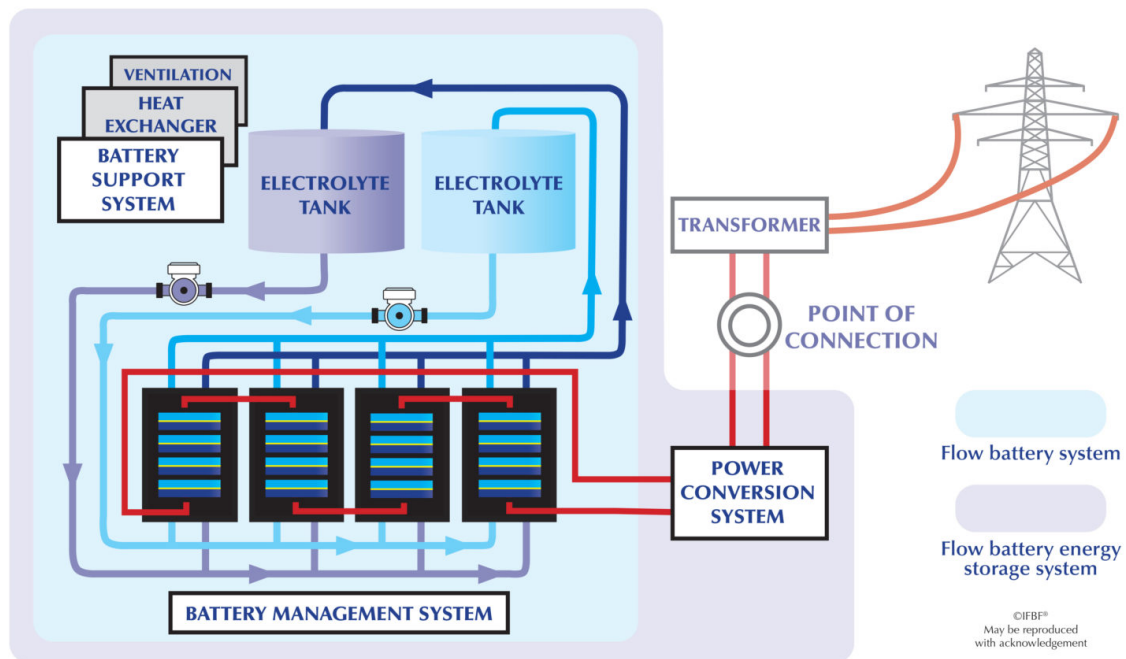 VENTILATION
HEAT
EXCHANGER
BATTERY
SUPPORT
SYSTEM
ELECTROLYTE
TANK
ELECTROLYTE
TANK
TRANSFORMER
POINT OF
CONNECTION
POWER
CONVERSION
SYSTEM
BATTERY MANAGEMENT SYSTEM
Flow battery system
Flow battery energy
storage system
©IFBF®
May be reproduced
with acknowledgement